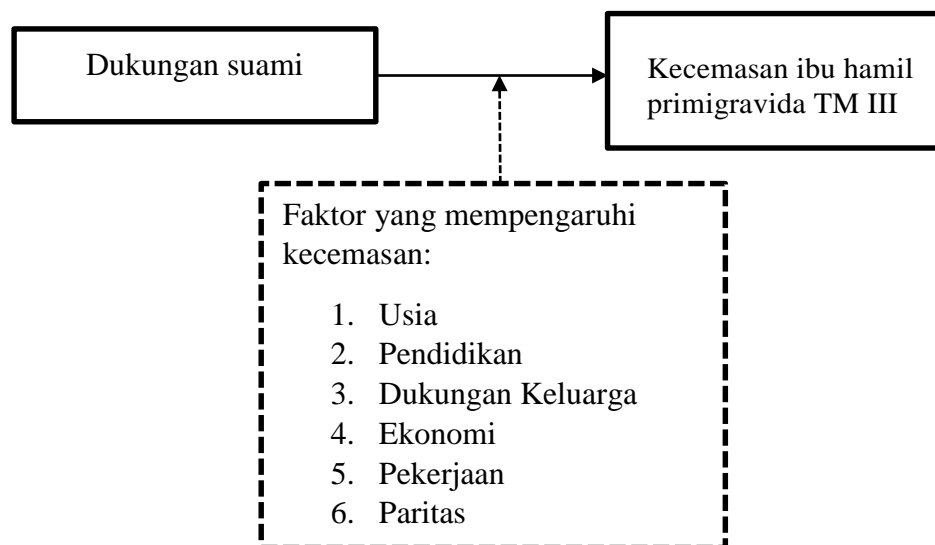 Dukungan suami
Kecemasan ibu hamil
primigravida TM III
Faktor yang mempengaruhi
kecemasan:
1. Usia
2. Pendidikan
3. Dukungan Keluarga
4. Ekonomi
5. Pekerjaan
6. Paritas